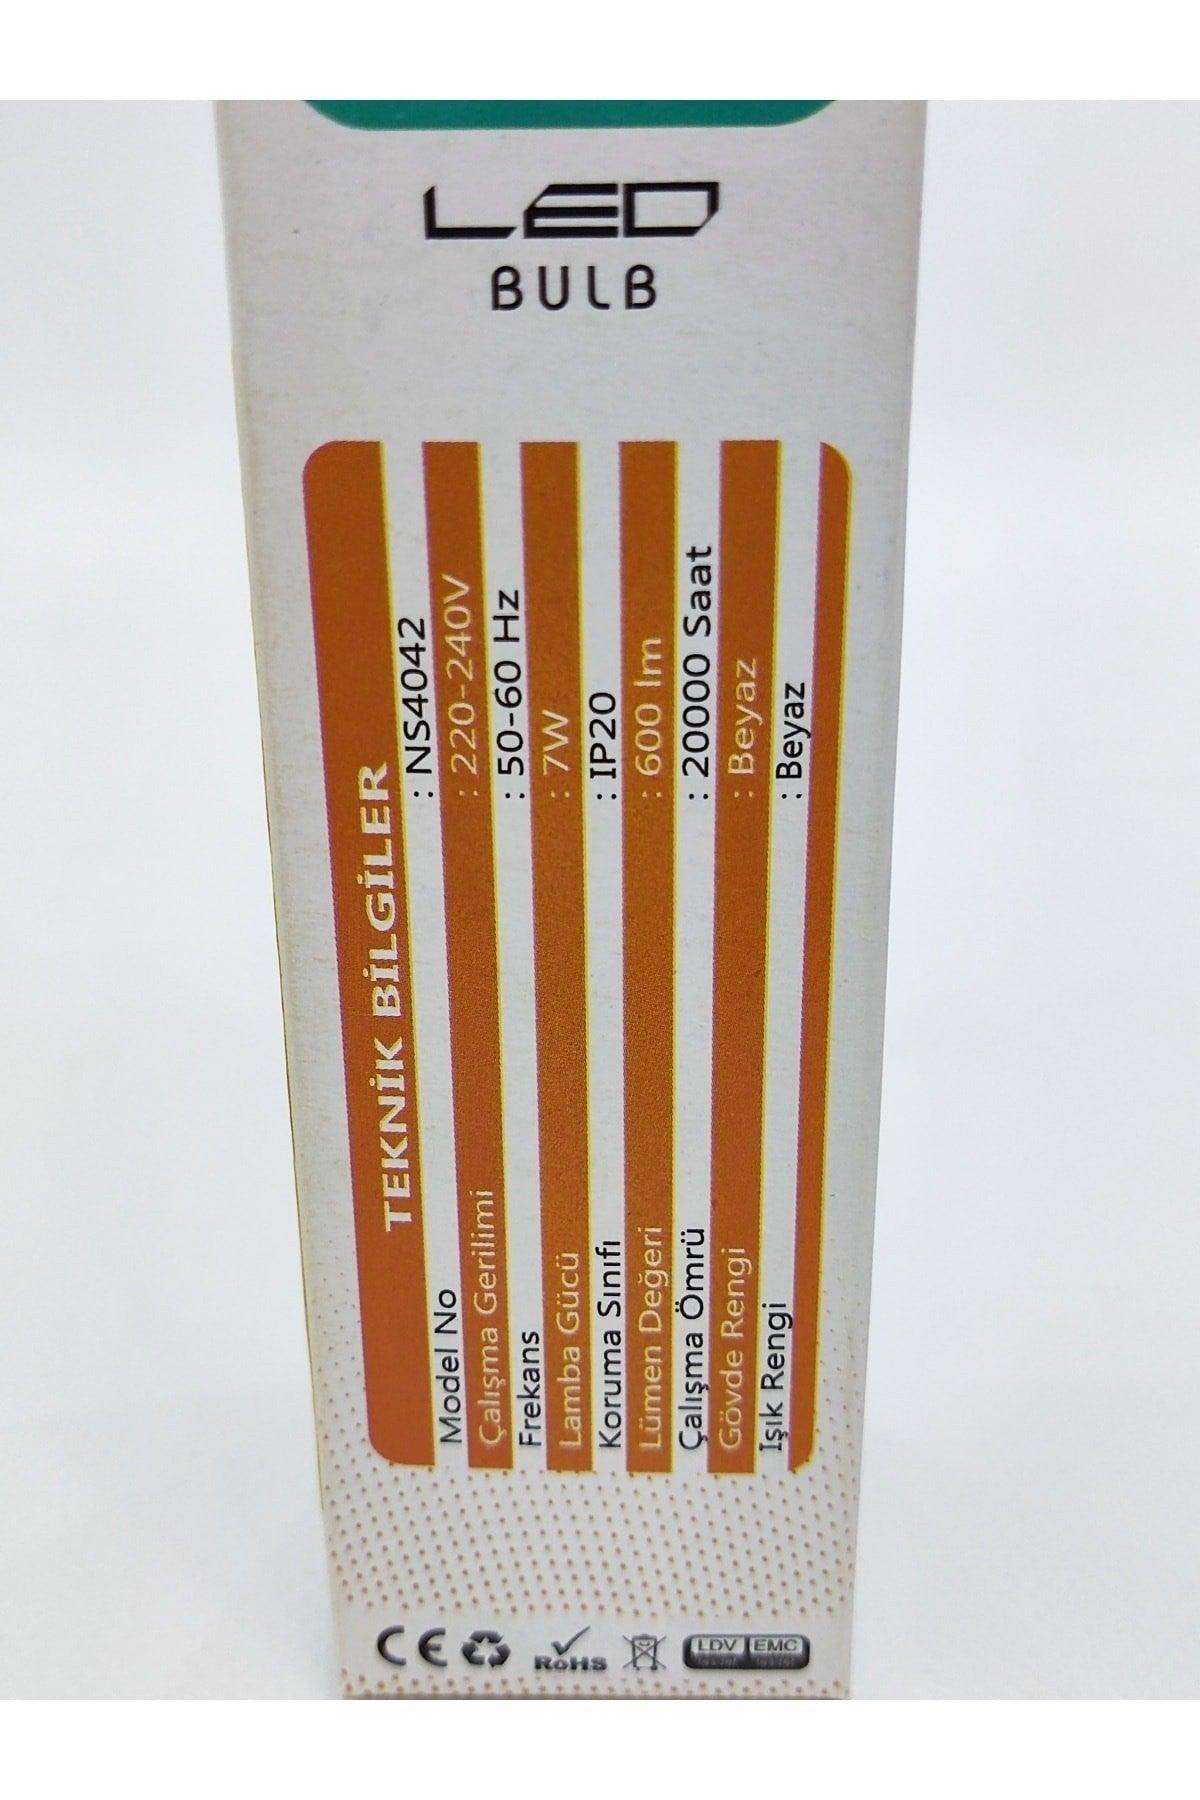 LED
BULB
TEKNİK BİLGİLER
Model No : NS4042
Çalışma Gerilimi : 220-240V
Frekans : 50-60 Hz
Lamba Gücü : 7W
Koruma Sınıfı : IP20
Lümen Değeri : 600 lm
Çalışma Ömrü : 20000 Saat
Gövde Rengi : Beyaz
Işık Rengi : Beyaz
CE RoHS LDV EMC